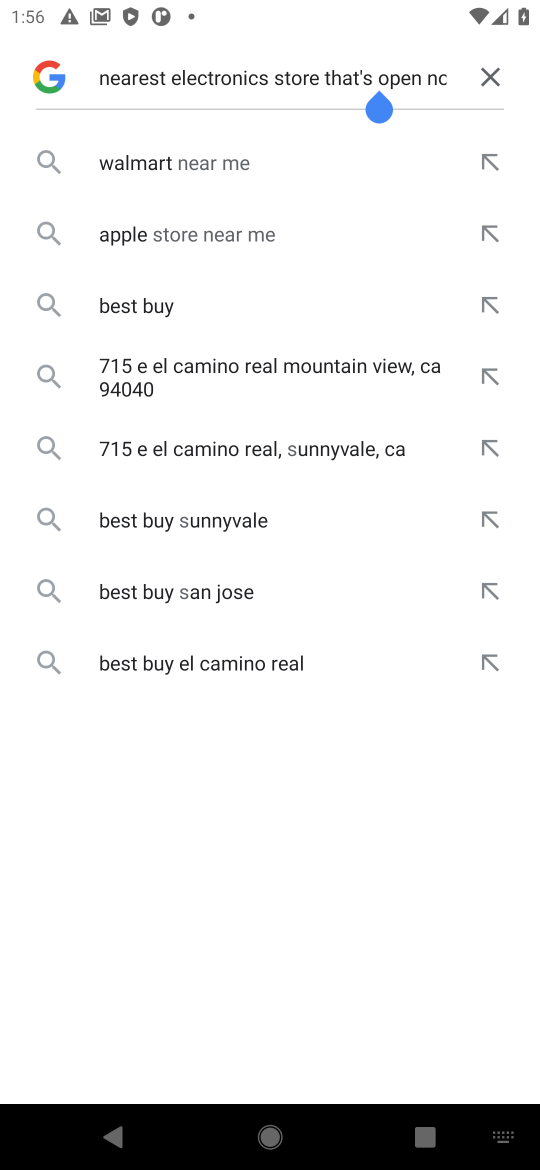 1:56
nearest electronics store that's open
walmart near me
apple store near me
best buy
715 e el camino real mountain view, ca
94040
715 e el camino real, sunnyvale, ca
best buy sunnyvale
best buy san jose
best buy el camino real